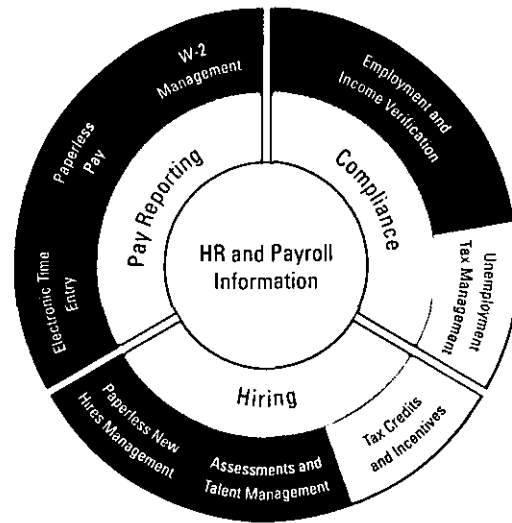 W-2
Management
Paperless
Pay
Electronic Time
Entry
Pay Reporting
Employment and
Income Verification
Compliance
Unemployment
Tax Management
HR and Payroll
Information
Hiring
Paperless New
Hires Management
Assessments and
Talent Management
Tax Credits
and Incentives